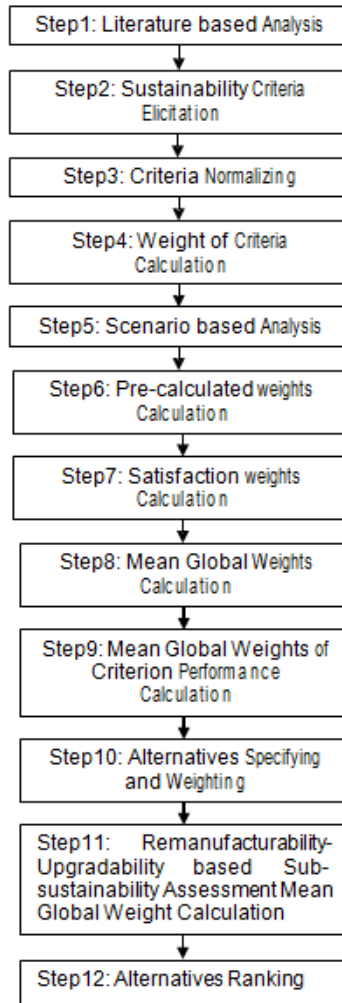 Step1: Literature based Analysis
Step2: Sustainability Criteria
Elicitation
Step3: Criteria Normalizing
Step4: Weight of Criteria
Calculation
Step5: Scenario based Analysis
Step6: Pre-calculated weights
Calculation
Step7: Satisfaction weights
Calculation
Step8: Mean Global Weights
Calculation
Step9: Mean Global Weights of
Criterion Performance
Calculation
Step10: Alternatives Specifying
and Weighting
Step11: Remanufacturability-
Upgradability based Sub-
sustainability Assessment Mean
Global Weight Calculation
Step12: Alternatives Ranking